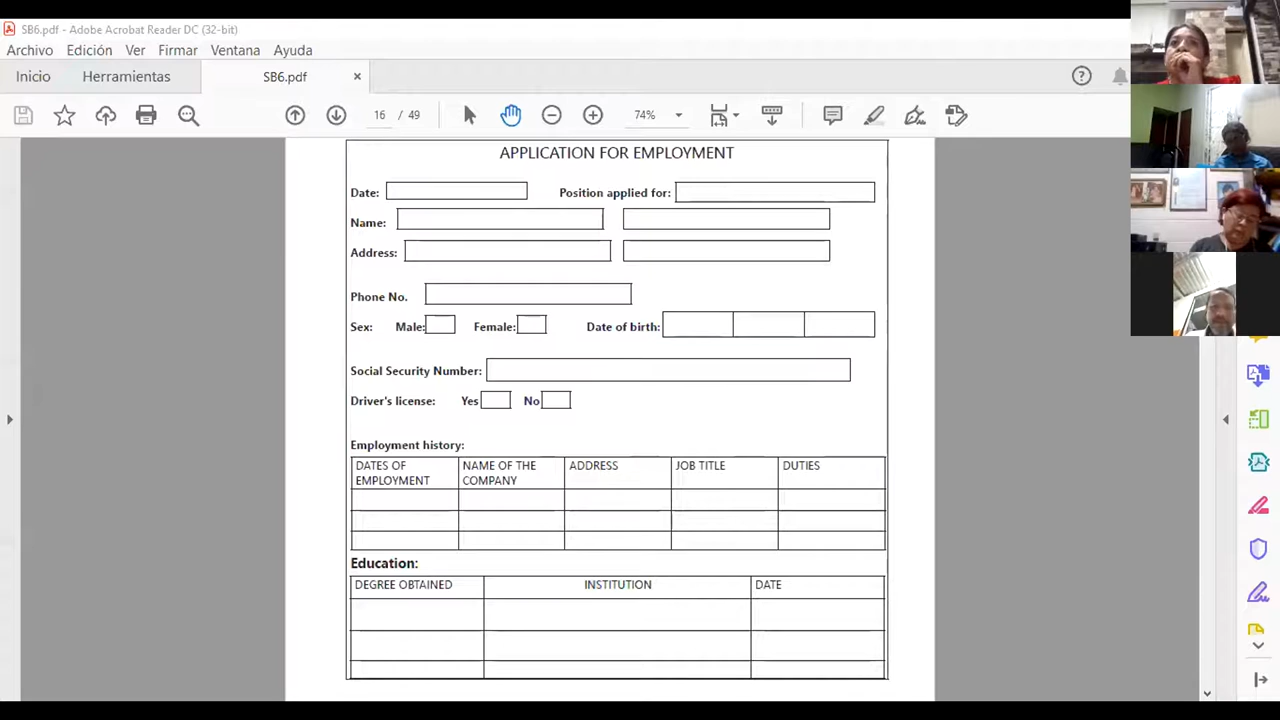 SB6.pdf - Adobe Acrobat Reader DC (32-bit)
Archivo Edición Ver Firmar Ventana Ayuda
Inicio Herramientas SB6.pdf ×
16 / 49 74%
APPLICATION FOR EMPLOYMENT
Date: Position applied for:
Name:
Address:
Phone No.
Sex: Male: Female: Date of birth:
Social Security Number:
Driver's license: Yes No
Employment history:
DATES OF EMPLOYMENT NAME OF THE COMPANY ADDRESS JOB TITLE DUTIES
Education:
DEGREE OBTAINED INSTITUTION DATE